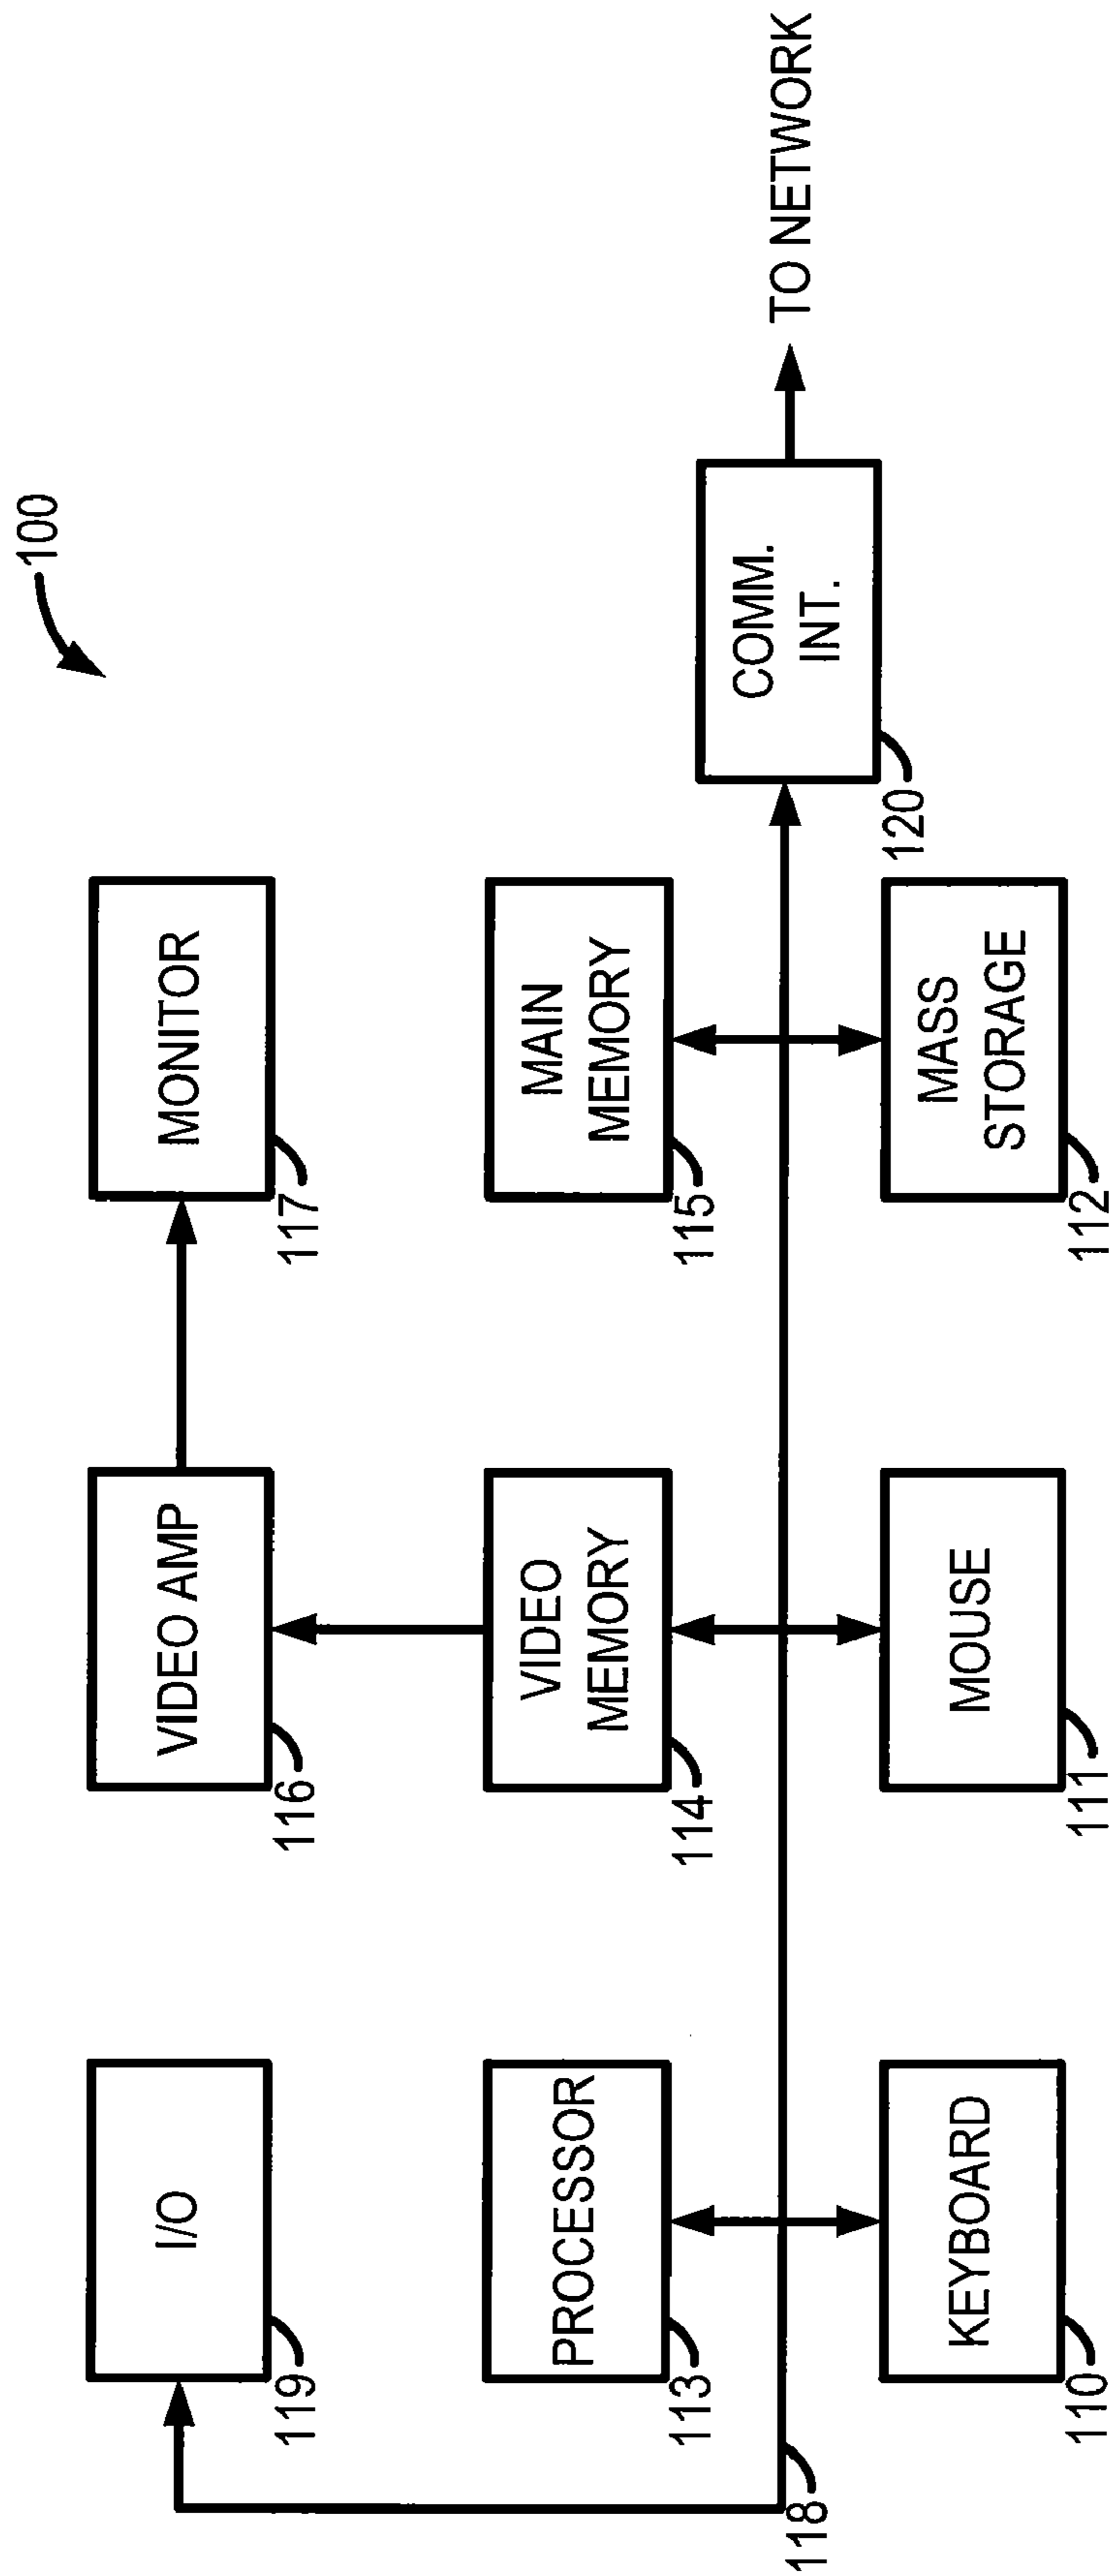 100
I/O
119
VIDEO AMP
116
MONITOR
117
PROCESSOR
113
VIDEO
MEMORY
114
MAIN
MEMORY
115
COMM.
INT.
120
TO NETWORK
118
KEYBOARD
110
MOUSE
111
MASS
STORAGE
112